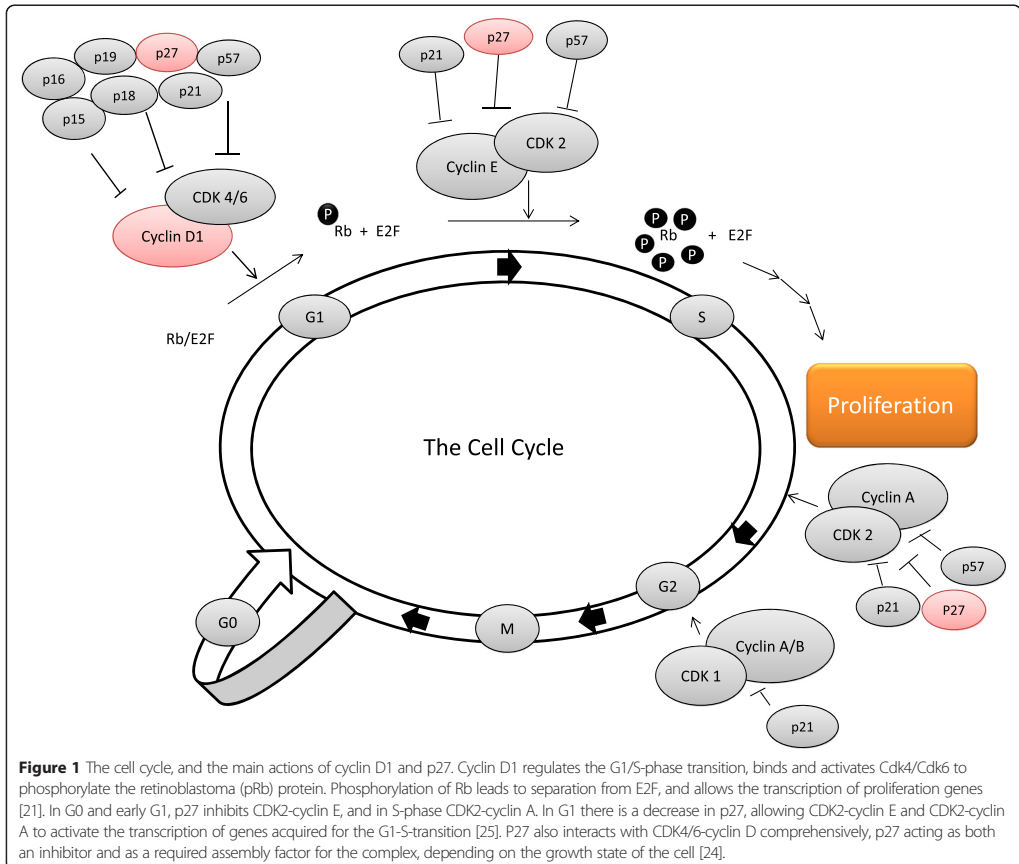 p19
p27
p57
p16
p18
p21
p15
CDK 4/6
Cyclin D1
p21
p27
p57
CDK 2
Cyclin E
P
Rb + E2F
P P
P Rb + E2F
P P
Rb/E2F
G1
S
Proliferation
The Cell Cycle
Cyclin A
CDK 2
p57
p21
P27
G2
G0
M
Cyclin A/B
CDK 1
p21
Figure 1 The cell cycle, and the main actions of cyclin D1 and p27. Cyclin D1 regulates the G1/S-phase transition, binds and activates Cdk4/Cdk6 to
phosphorylate the retinoblastoma (pRb) protein. Phosphorylation of Rb leads to separation from E2F, and allows the transcription of proliferation genes
[21]. In G0 and early G1, p27 inhibits CDK2-cyclin E, and in S-phase CDK2-cyclin A. In G1 there is a decrease in p27, allowing CDK2-cyclin E and CDK2-cyclin
A to activate the transcription of genes acquired for the G1-S-transition [25]. P27 also interacts with CDK4/6-cyclin D comprehensively, p27 acting as both
an inhibitor and as a required assembly factor for the complex, depending on the growth state of the cell [24].